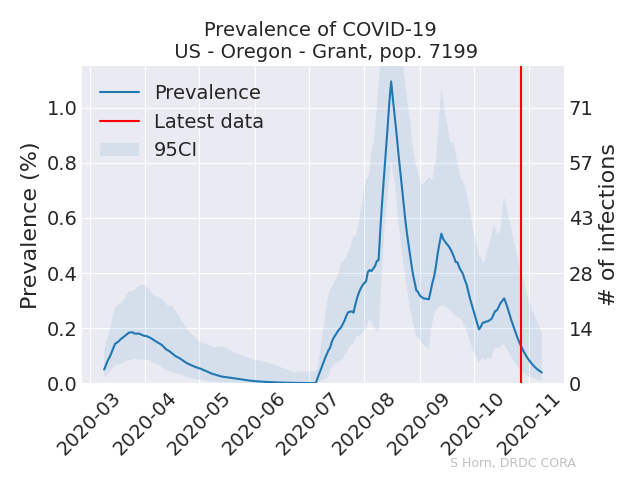 Prevalence of COVID-19
US - Oregon - Grant, pop. 7199
Prevalence
Latest data
95CI
Prevalence (%)
1.0
0.8
0.6
0.4
0.2
0.0
71
57
43
28
14
0
# of infections
2020-03
2020-04
2020-05
2020-06
2020-07
2020-08
2020-09
2020-10
2020-11
S Horn, DRDC CORA